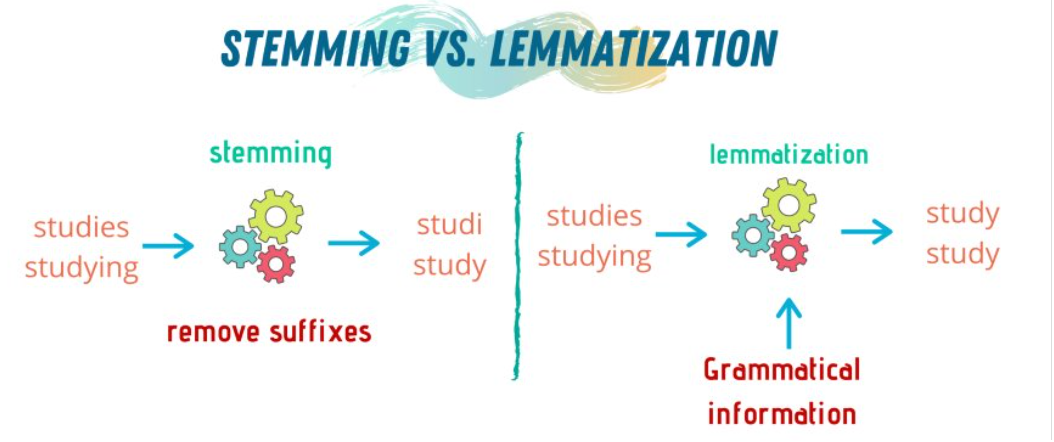 STEMMING VS. LEMMATIZATION
stemming
studies
studying
studi
study
remove suffixes
lemmatization
studies
studying
study
study
Grammatical
information